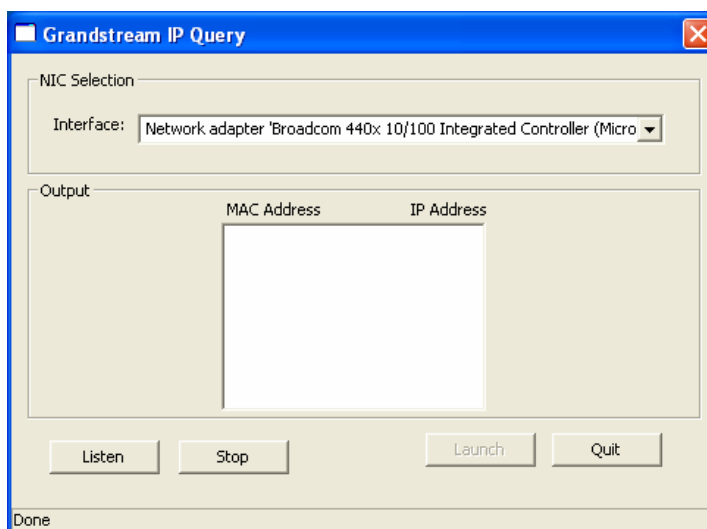 Grandstream IP Query
NIC Selection
Interface: Network adapter 'Broadcom 440x 10/100 Integrated Controller (Micro
Output
MAC Address IP Address
Listen Stop Launch Quit
Done